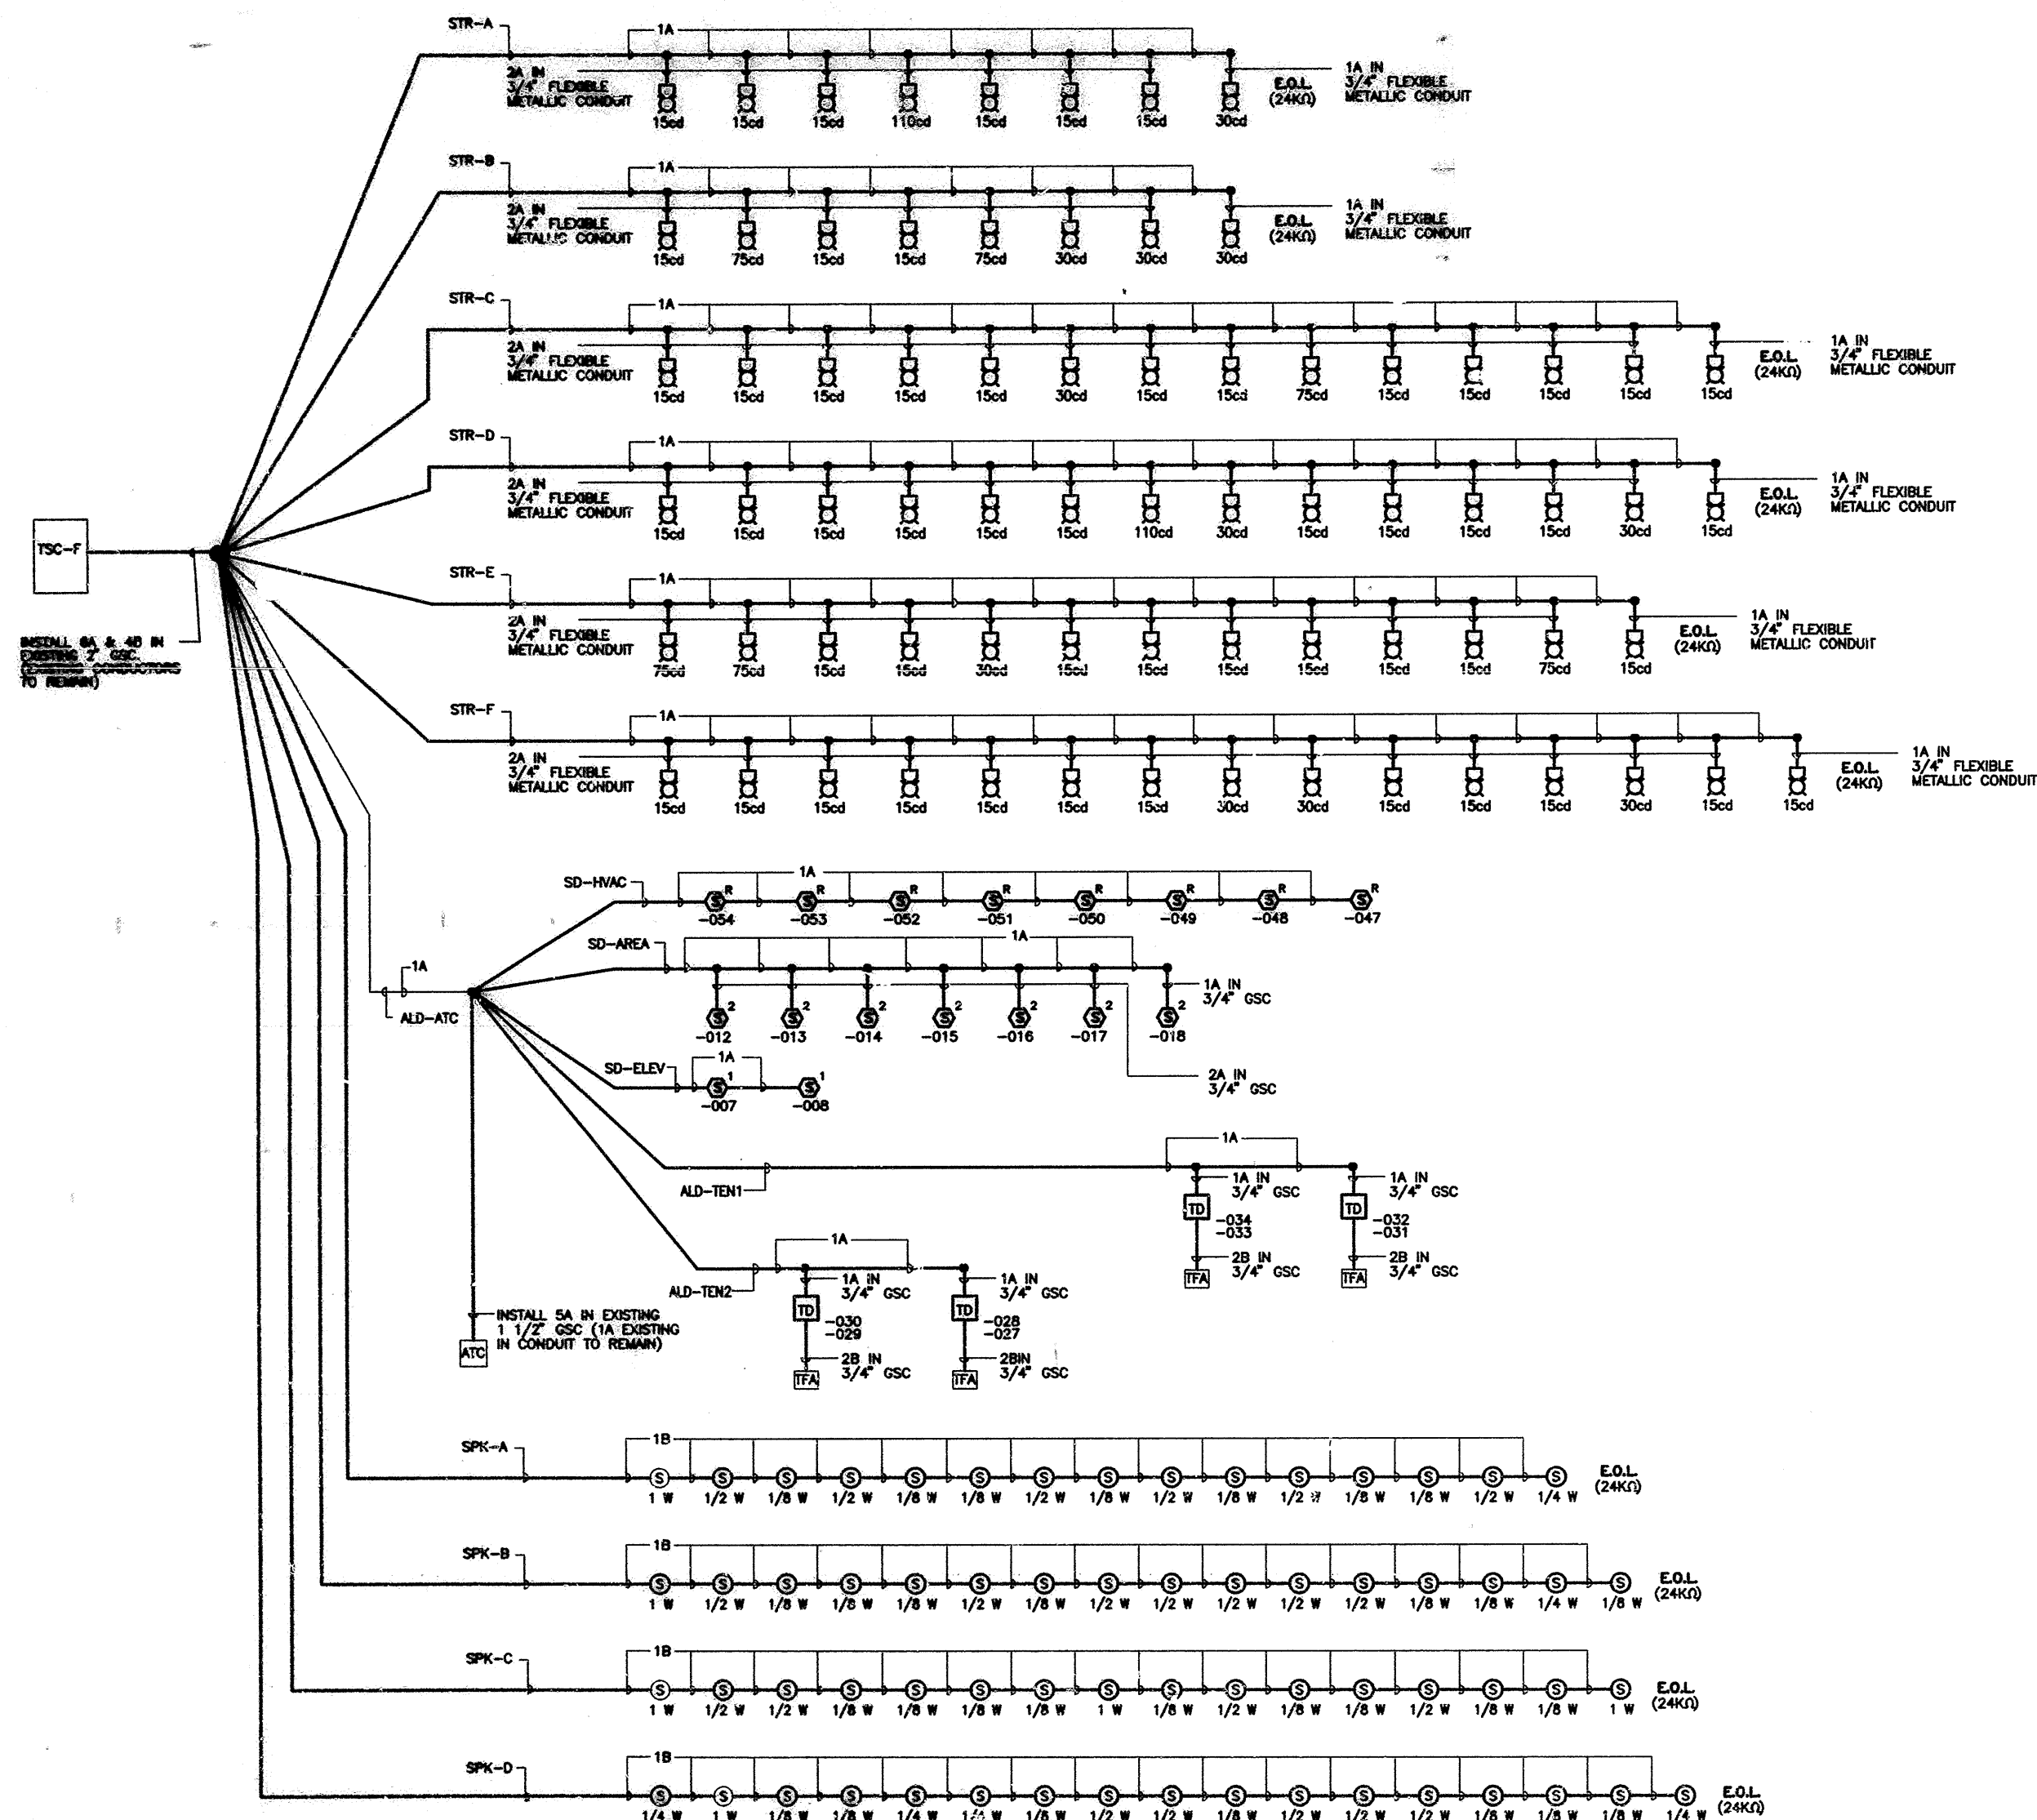 STR-A
1A
2A IN
3/4" FLEXIBLE
METALLIC CONDUIT
15cd 15cd 15cd 110cd 15cd 15cd 15cd 30cd
E.O.L.
(24KΩ)
1A IN
3/4" FLEXIBLE
METALLIC CONDUIT
STR-B
1A
2A IN
3/4" FLEXIBLE
METALLIC CONDUIT
15cd 75cd 15cd 15cd 75cd 30cd 30cd 30cd
E.O.L.
(24KΩ)
1A IN
3/4" FLEXIBLE
METALLIC CONDUIT
STR-C
1A
2A IN
3/4" FLEXIBLE
METALLIC CONDUIT
15cd 15cd 15cd 15cd 15cd 30cd 15cd 15cd 75cd 15cd 15cd 15cd 15cd 15cd
E.O.L.
(24KΩ)
1A IN
3/4" FLEXIBLE
METALLIC CONDUIT
STR-D
1A
2A IN
3/4" FLEXIBLE
METALLIC CONDUIT
15cd 15cd 15cd 15cd 15cd 15cd 110cd 30cd 15cd 15cd 15cd 15cd 30cd 15cd
E.O.L.
(24KΩ)
1A IN
3/4" FLEXIBLE
METALLIC CONDUIT
TSC-F
INSTALL 8A & 4B IN
EXISTING 2" GSC.
(EXISTING CONDUCTORS
TO REMAIN)
STR-E
1A
2A IN
3/4" FLEXIBLE
METALLIC CONDUIT
75cd 75cd 15cd 15cd 30cd 15cd 15cd 15cd 15cd 15cd 15cd 75cd 15cd
E.O.L.
(24KΩ)
1A IN
3/4" FLEXIBLE
METALLIC CONDUIT
STR-F
1A
2A IN
3/4" FLEXIBLE
METALLIC CONDUIT
15cd 15cd 15cd 15cd 15cd 15cd 15cd 30cd 30cd 15cd 15cd 15cd 30cd 15cd 15cd
E.O.L.
(24KΩ)
1A IN
3/4" FLEXIBLE
METALLIC CONDUIT
SD-HVAC
1A
S R S R S R S R S R S R S R S R
-054 -053 -052 -051 -050 -049 -048 -047
SD-AREA
1A
1A IN
3/4" GSC
S 2 S 2 S 2 S 2 S 2 S 2 S 2
-012 -013 -014 -015 -016 -017 -018
2A IN
3/4" GSC
1A
ALD-ATC
SD-ELEV
1A
S 1 S 1
-007 -008
ALD-TEN1
1A
1A IN
3/4" GSC
TD
-034
-033
2B IN
3/4" GSC
TFA
1A IN
3/4" GSC
TD
-032
-031
2B IN
3/4" GSC
TFA
ALD-TEN2
1A
1A IN
3/4" GSC
TD
-030
-029
2B IN
3/4" GSC
TFA
1A IN
3/4" GSC
TD
-028
-027
2BIN
3/4" GSC
TFA
INSTALL 5A IN EXISTING
1 1/2" GSC (1A EXISTING
IN CONDUIT TO REMAIN)
ATC
SPK-A
1B
S S S S S S S S S S S S S S S
1 W 1/2 W 1/8 W 1/2 W 1/8 W 1/8 W 1/2 W 1/8 W 1/2 W 1/8 W 1/2 W 1/8 W 1/8 W 1/2 W 1/4 W
E.O.L.
(24KΩ)
SPK-B
1B
S S S S S S S S S S S S S S S S
1 W 1/2 W 1/8 W 1/8 W 1/8 W 1/2 W 1/8 W 1/2 W 1/2 W 1/2 W 1/2 W 1/2 W 1/8 W 1/8 W 1/4 W 1/8 W
E.O.L.
(24KΩ)
SPK-C
1B
S S S S S S S S S S S S S S S S
1 W 1/2 W 1/2 W 1/8 W 1/8 W 1/8 W 1/8 W 1 W 1/8 W 1/2 W 1/8 W 1/8 W 1/2 W 1/8 W 1/8 W 1 W
E.O.L.
(24KΩ)
SPK-D
1B
S S S S S S S S S S S S S S S S S
1/4 W 1 W 1/8 W 1/8 W 1/4 W W 1/8 W 1/2 W 1/2 W 1/8 W 1/2 W 1/2 W 1/2 W 1/8 W 1/8 W 1/8 W 1/4 W
E.O.L.
(24KΩ)